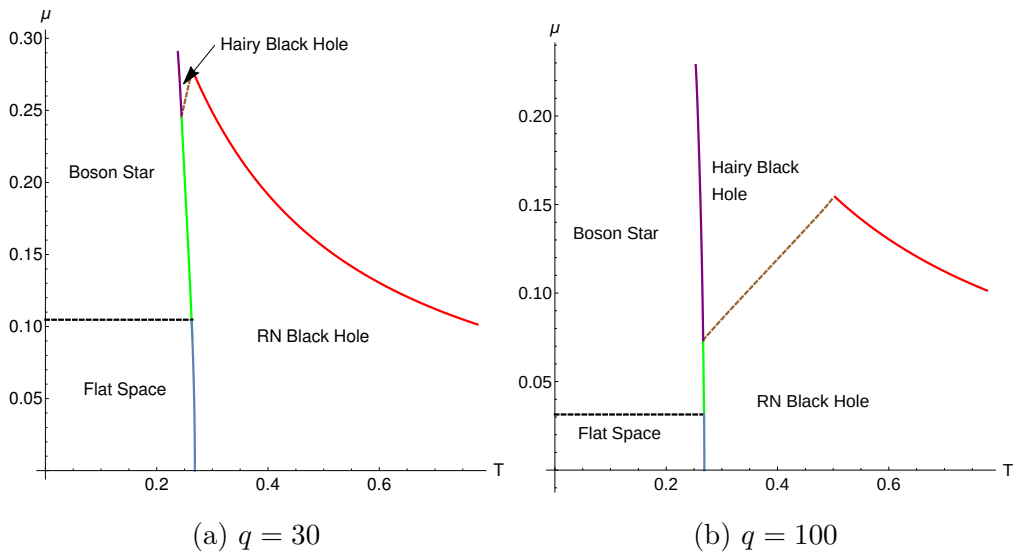 μ
0.30
Hairy Black Hole
0.25
Boson Star
0.20
0.15
0.10
RN Black Hole
Flat Space
0.05
0.2
0.4
0.6
T
(a) q = 30
μ
0.20
Hairy Black
Hole
0.15
Boson Star
0.10
0.05
RN Black Hole
Flat Space
0.2
0.4
0.6
T
(b) q = 100